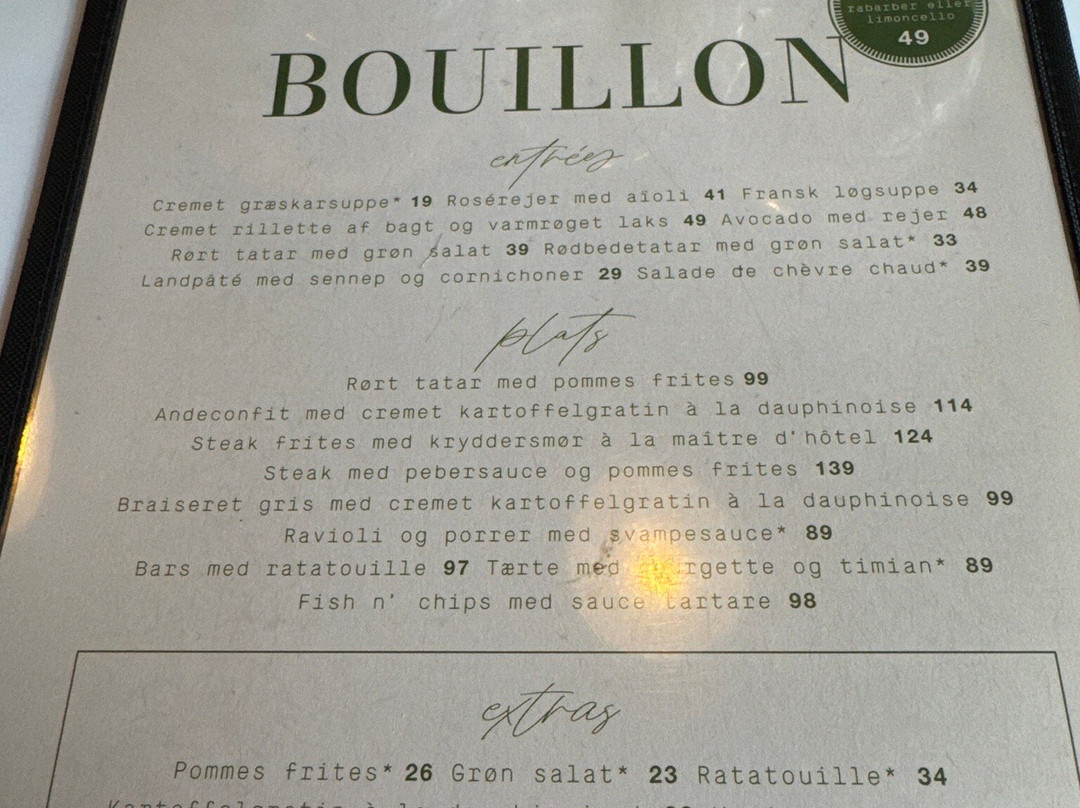 rabarber eller
limoncello
49
BOUILLON
entrées
Cremet græskarsuppe* 19 Rosérejer med aïoli 41 Fransk løgsuppe 34
Cremet rillette af bagt og varmrøget laks 49 Avocado med rejer 48
Rørt tatar med grøn salat 39 Rødbedetatar med grøn salat* 33
Landpâté med sennep og cornichoner 29 Salade de chèvre chaud* 39
plats
Rørt tatar med pommes frites 99
Andeconfit med cremet kartoffelgratin à la dauphinoise 114
Steak frites med kryddersmør à la maître d'hôtel 124
Steak med pebersauce og pommes frites 139
Braiseret gris med cremet kartoffelgratin à la dauphinoise 99
Ravioli og porrer med svampesauce* 89
Bars med ratatouille 97 Tærte med og timian* 89
Fish n' chips med sauce tartare 98
extras
Pommes frites* 26 Grøn salat* 23 Ratatouille* 34